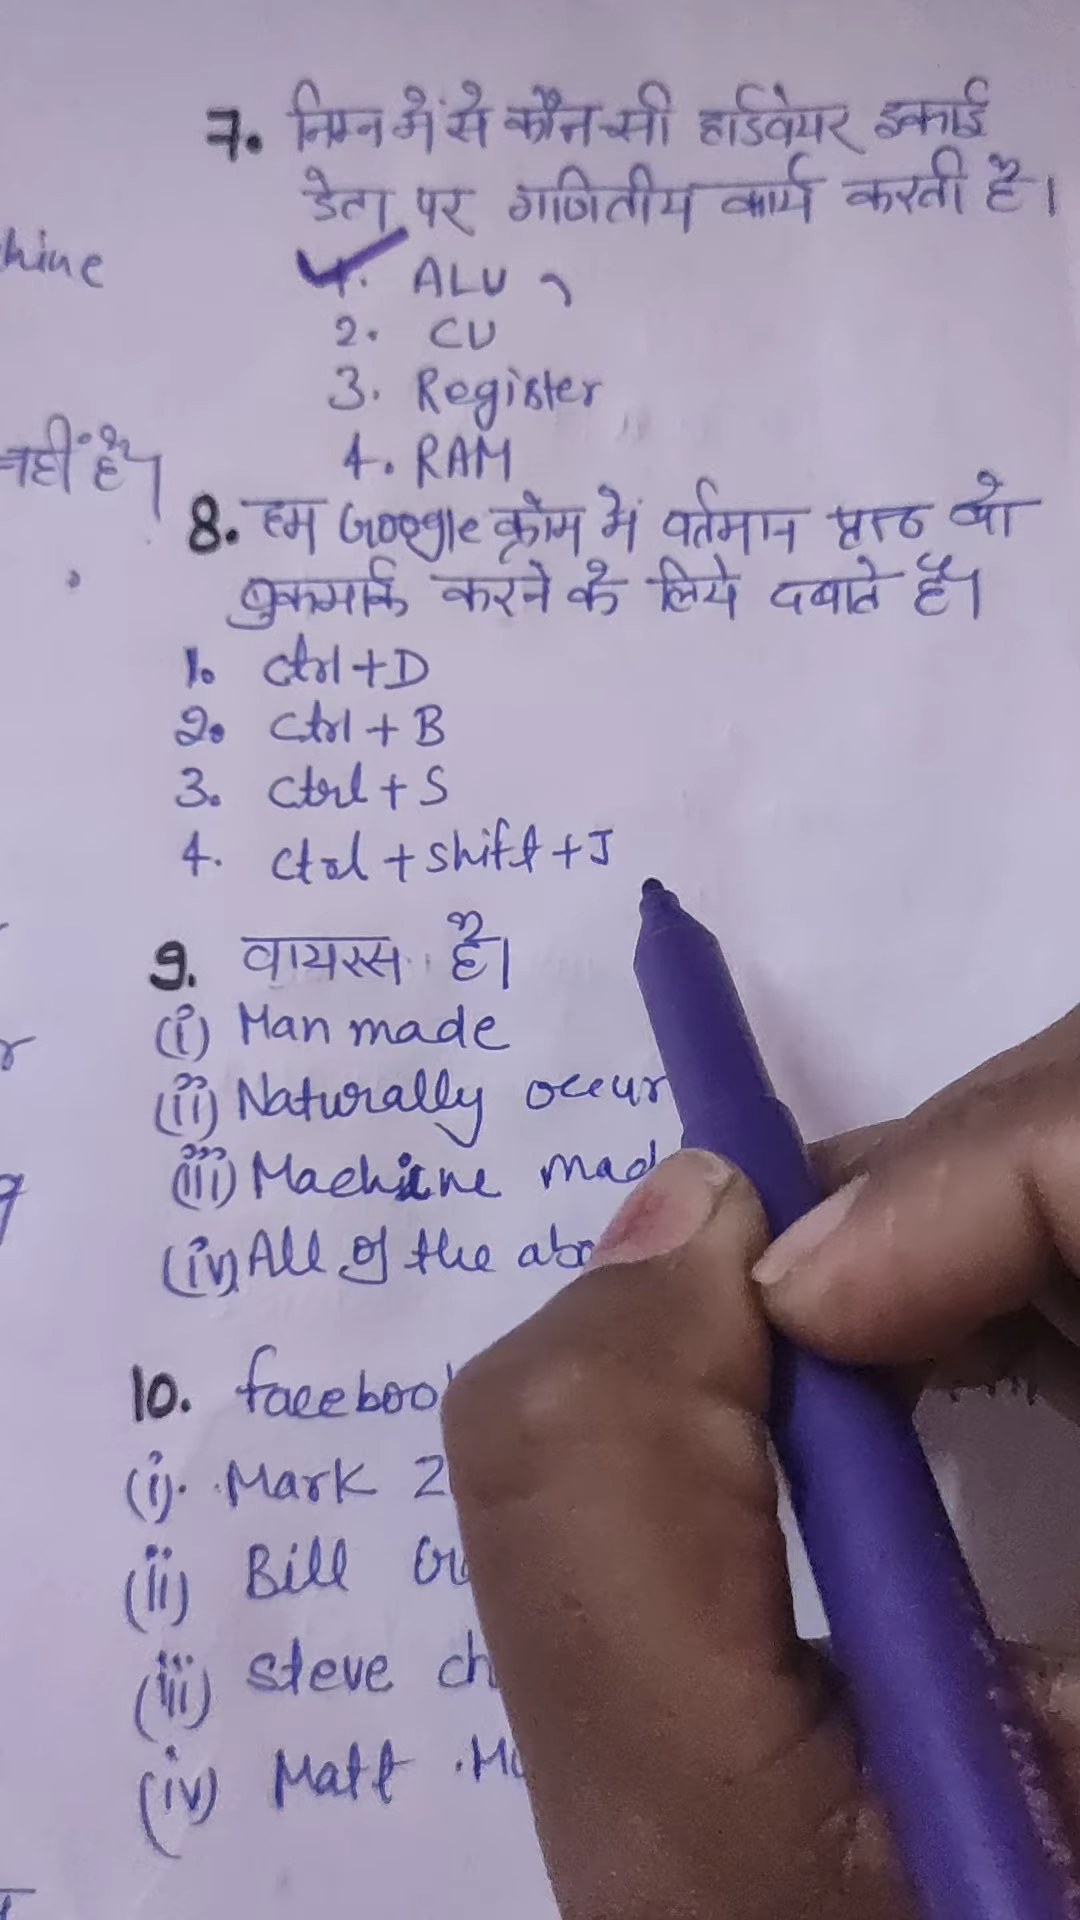 7. निम्न में से कौन सी हार्डवेयर इकाई
डेटा पर गणितीय कार्य करती है।
1. ALU
2. CU
3. Register
4. RAM
8. हम Google क्रोम में वर्तमान पृष्ठ को
बुकमार्क करने के लिये दबाते हैं।
1. Ctrl+D
2. Ctrl + B
3. Ctrl + S
4. Ctrl + Shift + J
9. वायरस है।
(i) Man made
(ii) Naturally occur
(iii) Machine mad
(iv) All of the abo
10. faceboo
(i). Mark Z
(ii) Bill
(iii) Steve ch
(iv) Matt .Mu
hine
नहीं है।